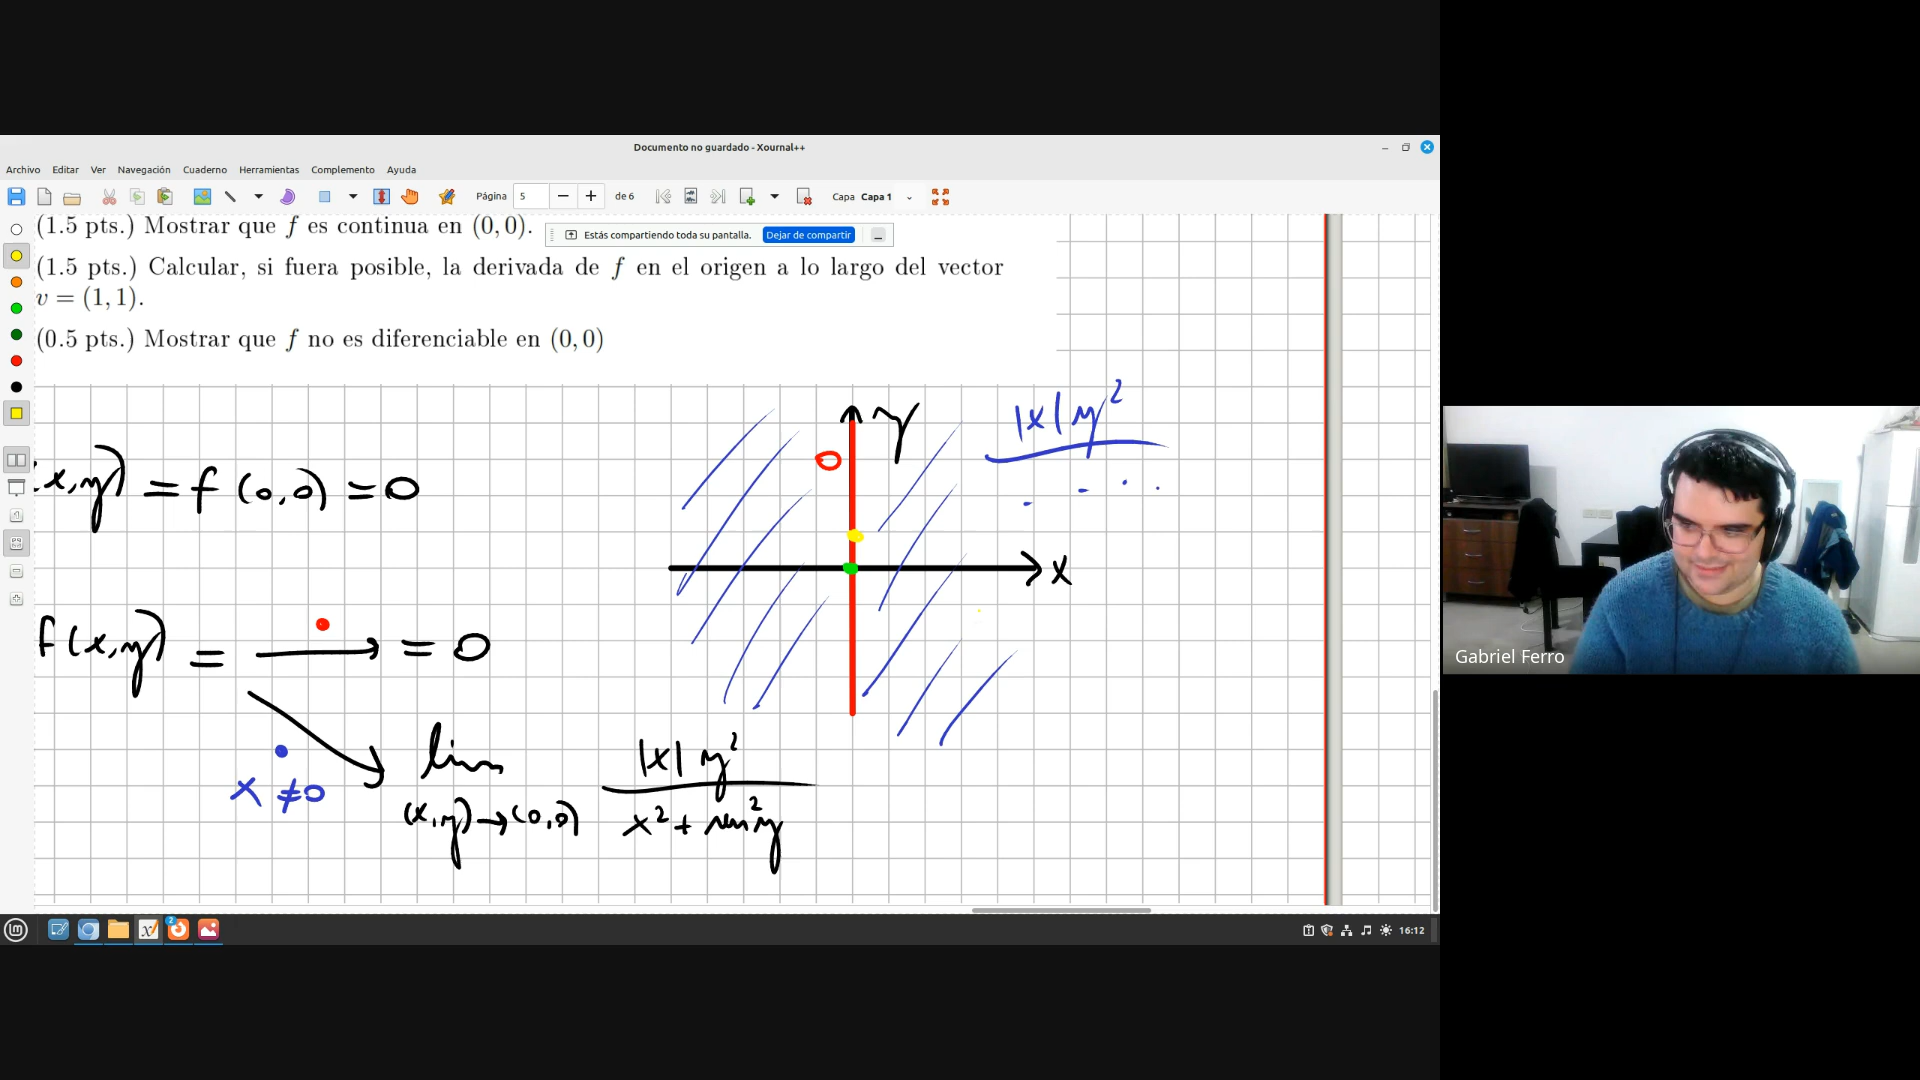 Documento no guardado - Xournal++
Archivo Editar Ver Navegación Cuaderno Herramientas Complemento Ayuda
Página 5 de 6 Capa Capa 1
(1.5 pts.) Mostrar que f es continua en (0,0).
Estás compartiendo toda su pantalla. Dejar de compartir
(1.5 pts.) Calcular, si fuera posible, la derivada de f en el origen a lo largo del vector
v = (1,1).
(0.5 pts.) Mostrar que f no es diferenciable en (0,0)
|x| y²
y
0
x,y) = f (0,0) = 0
x
f(x,y) = → = 0
x ≠ 0
lim
(x,y)→(0,0)
|x| y²
x² + sen² y
Gabriel Ferro
2
16:12